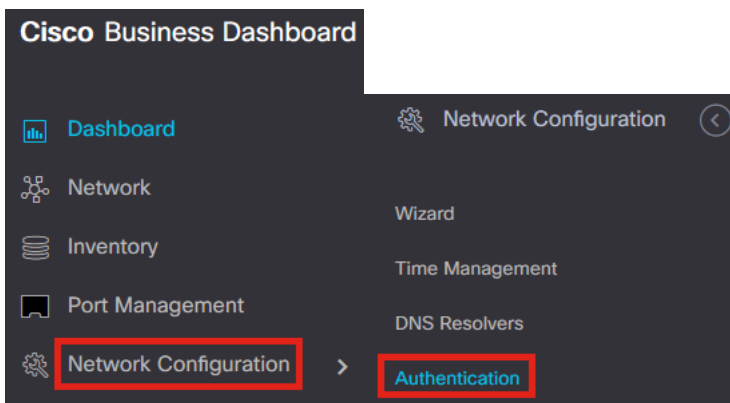 Cisco Business Dashboard
Dashboard
Network
Inventory
Port Management
Network Configuration
Network Configuration
Wizard
Time Management
DNS Resolvers
Authentication